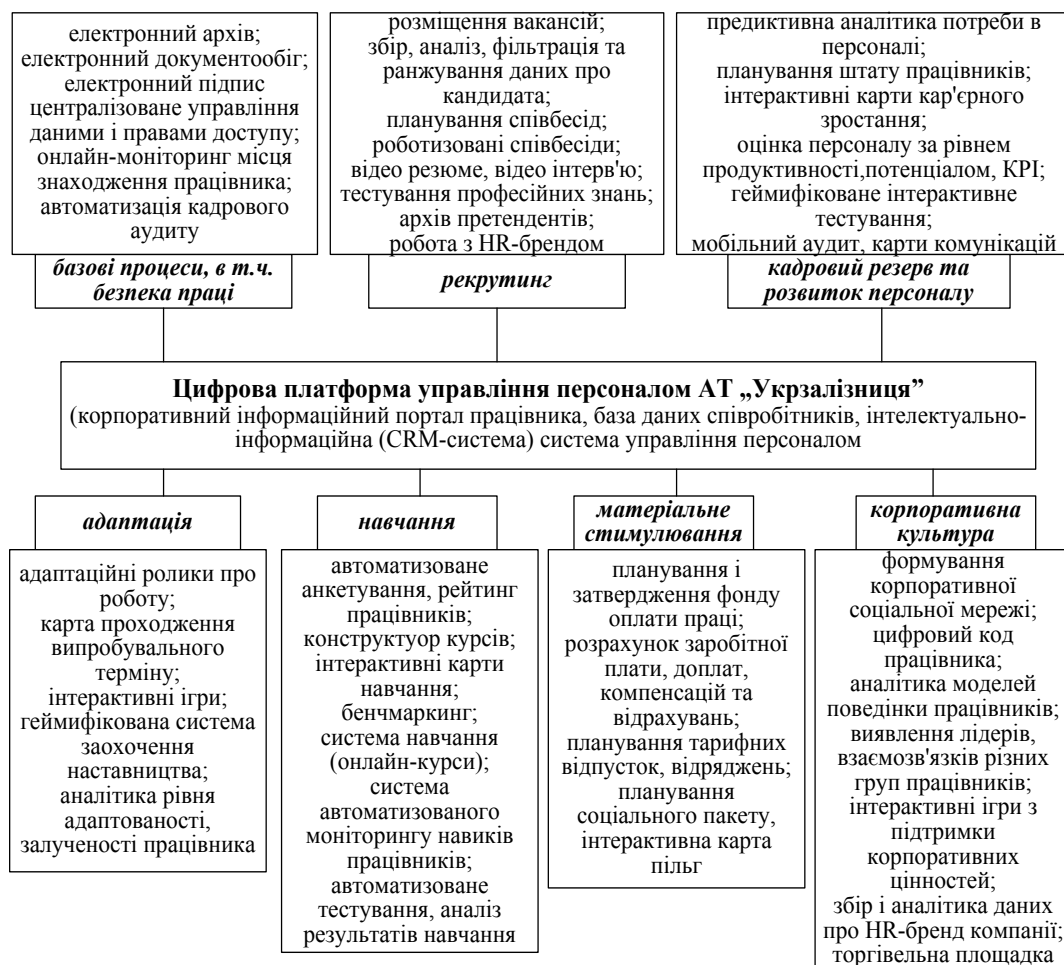 електронний архів;
електронний документообіг;
електронний підпис
централізоване управління
даними і правами доступу;
онлайн-моніторинг місця
знаходження працівника;
автоматизація кадрового
аудиту
базові процеси, в т.ч.
безпека праці
розміщення вакансій;
збір, аналіз, фільтрація та
ранжування даних про
кандидата;
планування співбесід;
роботизовані співбесіди;
відео резюме, відео інтерв'ю;
тестування професійних знань;
архів претендентів;
робота з HR-брендом
рекрутинг
предиктивна аналітика потреби в
персоналі;
планування штату працівників;
інтерактивні карти кар'єрного
зростання;
оцінка персоналу за рівнем
продуктивності,потенціалом, KPI;
геймифіковане інтерактивне
тестування;
мобільний аудит, карти комунікацій
кадровий резерв та
розвиток персоналу
Цифрова платформа управління персоналом АТ „Укрзалізниця”
(корпоративний інформаційний портал працівника, база даних співробітників, інтелектуально-
інформаційна (CRM-система) система управління персоналом
адаптація
адаптаційні ролики про
роботу;
карта проходження
випробувального
терміну;
інтерактивні ігри;
геймифікована система
заохочення
наставництва;
аналітика рівня
адаптованості,
залученості працівника
навчання
автоматизоване
анкетування, рейтинг
працівників;
конструктуор курсів;
інтерактивні карти
навчання;
бенчмаркинг;
система навчання
(онлайн-курси);
система
автоматизованого
моніторингу навиків
працівників;
автоматизоване
тестування, аналіз
результатів навчання
матеріальне
стимулювання
планування і
затвердження фонду
оплати праці;
розрахунок заробітної
плати, доплат,
компенсацій та
відрахувань;
планування тарифних
відпусток, відряджень;
планування
соціального пакету,
інтерактивна карта
пільг
корпоративна
культура
формування
корпоративної
соціальної мережі;
цифровий код
працівника;
аналітика моделей
поведінки працівників;
виявлення лідерів,
взаємозв'язків різних
груп працівників;
інтерактивні ігри з
підтримки
корпоративних
цінностей;
збір і аналітика даних
про HR-бренд компанії;
торгівельна площадка